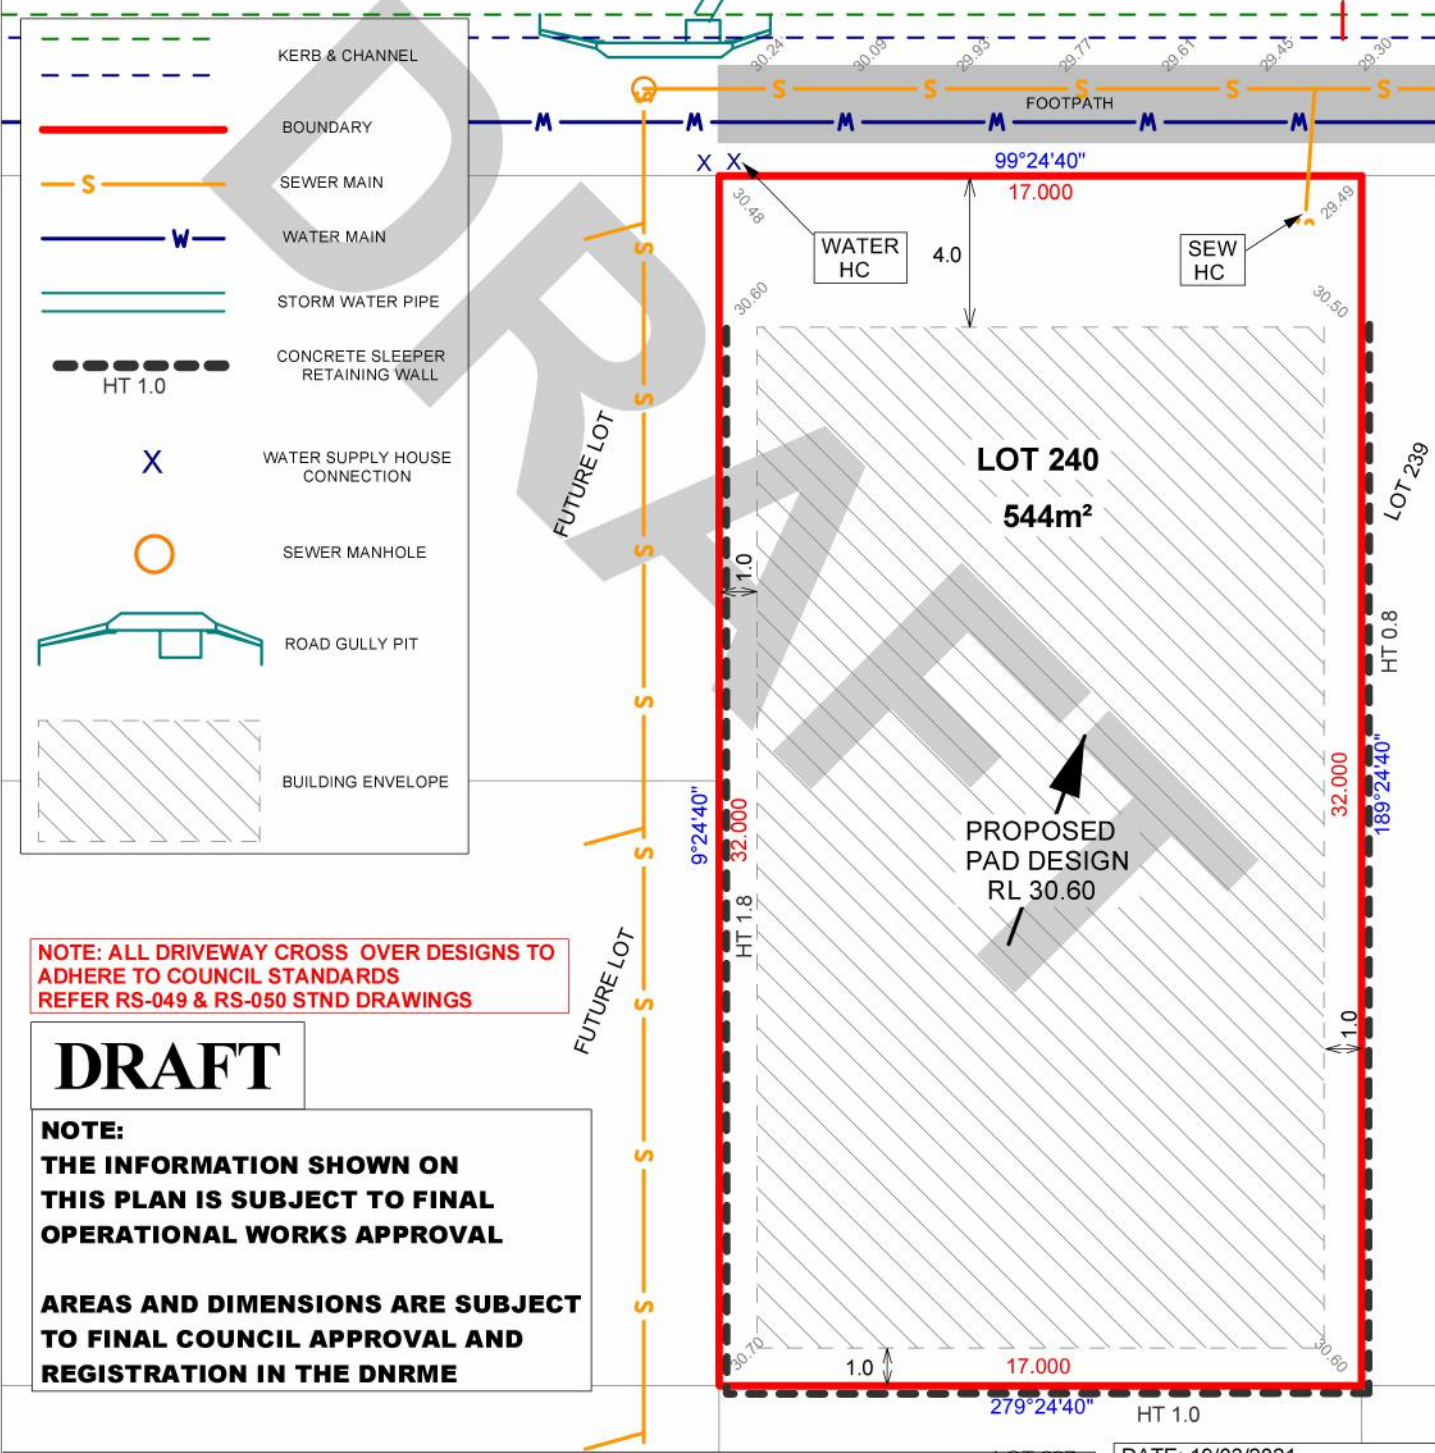 KERB & CHANNEL
BOUNDARY
S
SEWER MAIN
W
WATER MAIN
STORM WATER PIPE
CONCRETE SLEEPER
RETAINING WALL
HT 1.0
X
WATER SUPPLY HOUSE
CONNECTION
SEWER MANHOLE
ROAD GULLY PIT
BUILDING ENVELOPE
NOTE: ALL DRIVEWAY CROSS OVER DESIGNS TO
ADHERE TO COUNCIL STANDARDS
REFER RS-049 & RS-050 STND DRAWINGS
DRAFT
NOTE:
THE INFORMATION SHOWN ON
THIS PLAN IS SUBJECT TO FINAL
OPERATIONAL WORKS APPROVAL
AREAS AND DIMENSIONS ARE SUBJECT
TO FINAL COUNCIL APPROVAL AND
REGISTRATION IN THE DNRME
DRAFT
30.24 30.09 29.93 29.77 29.61 29.45 29.30
S S S S S
FOOTPATH
W W W W W W
X X
99°24'40"
17.000
30.48
29.49
WATER
HC
4.0
SEW
HC
30.60
30.50
S
S
S
S
S
S
S
S
FUTURE LOT
FUTURE LOT
LOT 240
544m²
LOT 239
1.0
HT 0.8
9°24'40"
32.000
HT 1.8
PROPOSED
PAD DESIGN
RL 30.60
32.000
189°24'40"
1.0
30.70
30.60
1.0
17.000
279°24'40"
HT 1.0